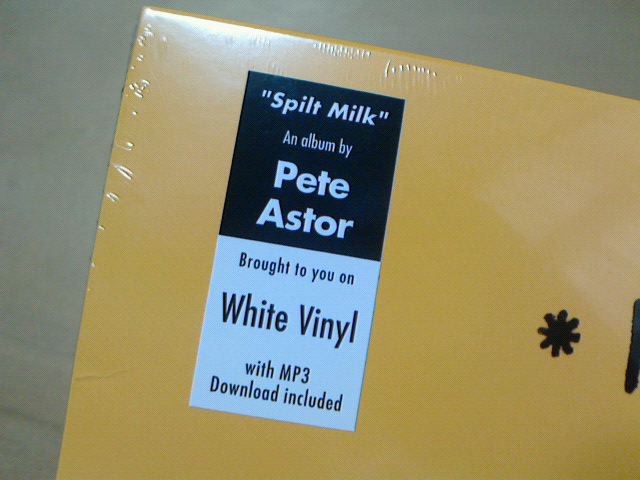 "Spilt Milk"
An album by
Pete
Astor
Brought to you on
White Vinyl
with MP3
Download included
*